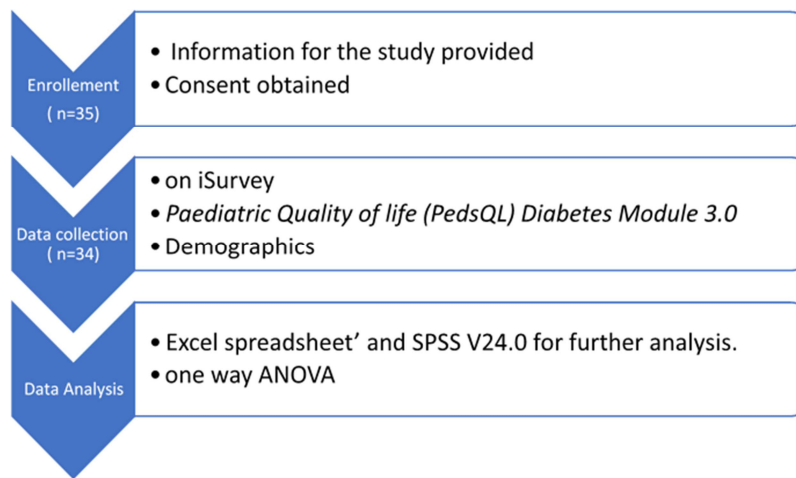 Enrollement
( n=35)
• Information for the study provided
• Consent obtained
Data collection
( n=34)
• on iSurvey
• Paediatric Quality of life (PedsQL) Diabetes Module 3.0
• Demographics
Data Analysis
• Excel spreadsheet’ and SPSS V24.0 for further analysis.
• one way ANOVA